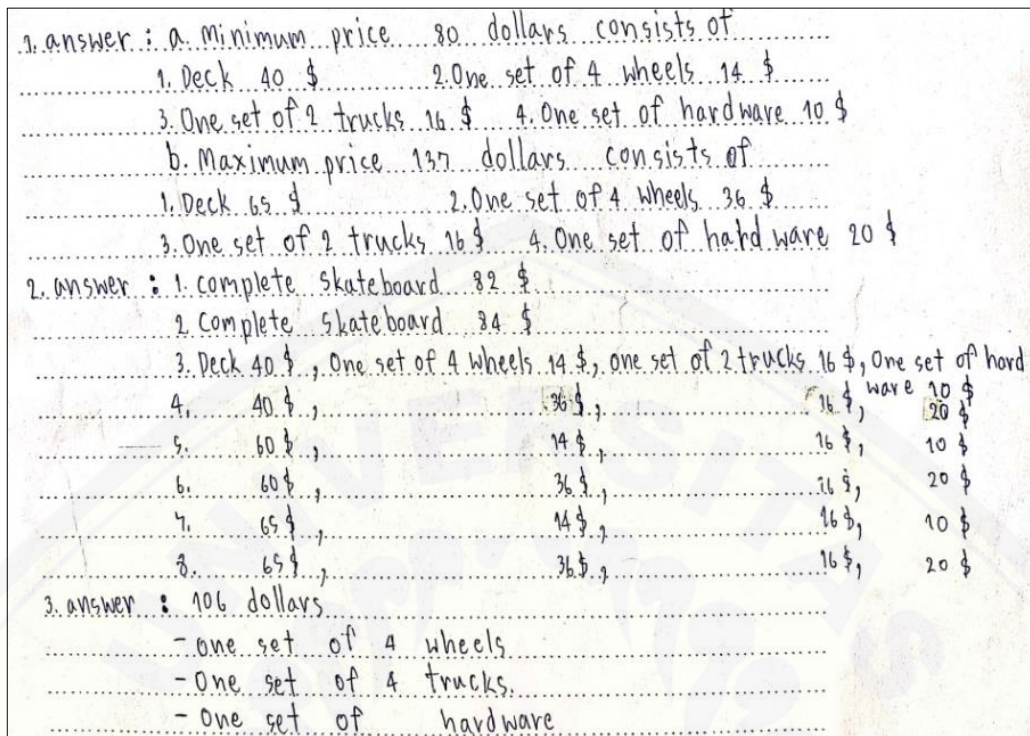 1. answer : a. Minimum price 80 dollars consists of
1. Deck 40 $ 2. One set of 4 wheels 14 $
3. One set of 2 trucks 16 $ 4. One set of hardware 10 $
b. Maximum price 137 dollars consists of
1. Deck 65 $ 2. One set of 4 wheels 36 $
3. One set of 2 trucks 16 $ 4. One set of hardware 20 $
2. answer : 1. complete skateboard 82 $
2 Complete skateboard 84 $
3. Deck 40 $, One set of 4 wheels 14 $, one set of 2 trucks 16 $, One set of hard
ware 10 $
4. 40 $, 36 $, 16 $, 20 $
5. 60 $, 14 $, 16 $, 10 $
6. 60 $, 36 $, 16 $, 20 $
7. 65 $, 14 $, 16 $, 10 $
8. 65 $, 36 $, 16 $, 20 $
3. answer : 106 dollars
- one set of 4 wheels
- One set of 4 trucks.
- One set of hardware
UNIVERSITAS